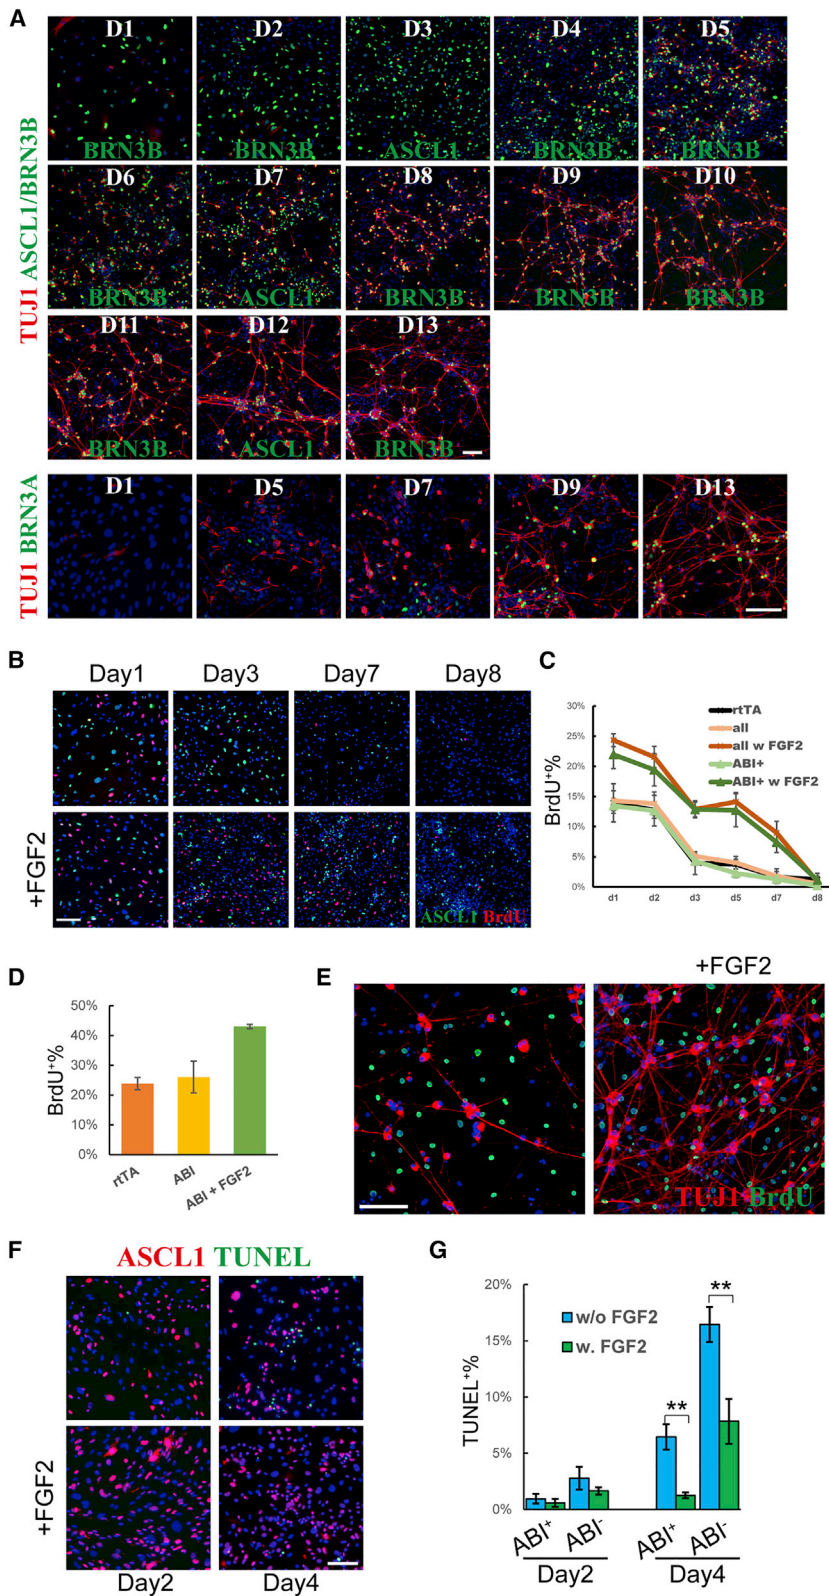 A
TUJ1 ASCL1/BRN3B
D1 D2 D3 D4 D5
BRN3B BRN3B ASCL1 BRN3B BRN3B
D6 D7 D8 D9 D10
BRN3B ASCL1 BRN3B BRN3B BRN3B
D11 D12 D13
BRN3B ASCL1 BRN3B
TUJ1 BRN3A
D1 D5 D7 D9 D13
B
Day1 Day3 Day7 Day8
+FGF2
ASCL1 BrdU
C
rtTA
all
all w FGF2
ABI+
ABI+ w FGF2
BrdU+%
30%
25%
20%
15%
10%
5%
0%
d1 d2 d3 d5 d7 d8
D
BrdU+%
50%
40%
30%
20%
10%
0%
rtTA ABI ABI + FGF2
E
+FGF2
TUJ1 BrdU
F
ASCL1 TUNEL
+FGF2
Day2 Day4
G
w/o FGF2
w. FGF2
TUNEL+%
20%
15%
10%
5%
0%
** **
ABI+ ABI- ABI+ ABI-
Day2 Day4